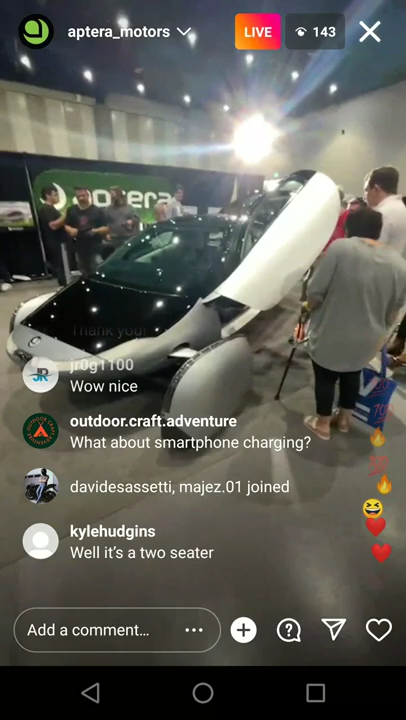 aptera_motors
LIVE
143
aptera
Thank you!
jr0g1100
Wow nice
outdoor.craft.adventure
What about smartphone charging?
davidesassetti, majez.01 joined
kylehudgins
Well it's a two seater
Add a comment...